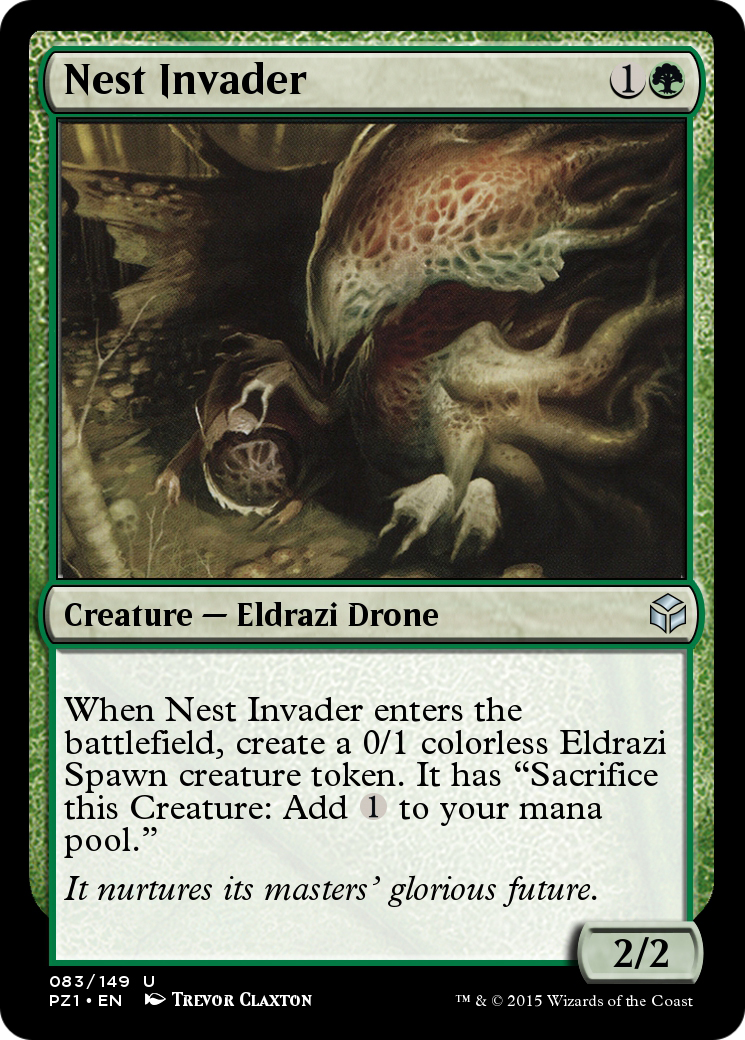 Nest Invader 1
Creature — Eldrazi Drone
When Nest Invader enters the
battlefield, create a 0/1 colorless Eldrazi
Spawn creature token. It has “Sacrifice
this Creature: Add 1 to your mana
pool.”
It nurtures its masters’ glorious future.
2/2
083/149 U
PZ1 • EN TREVOR CLAXTON
™ & © 2015 Wizards of the Coast